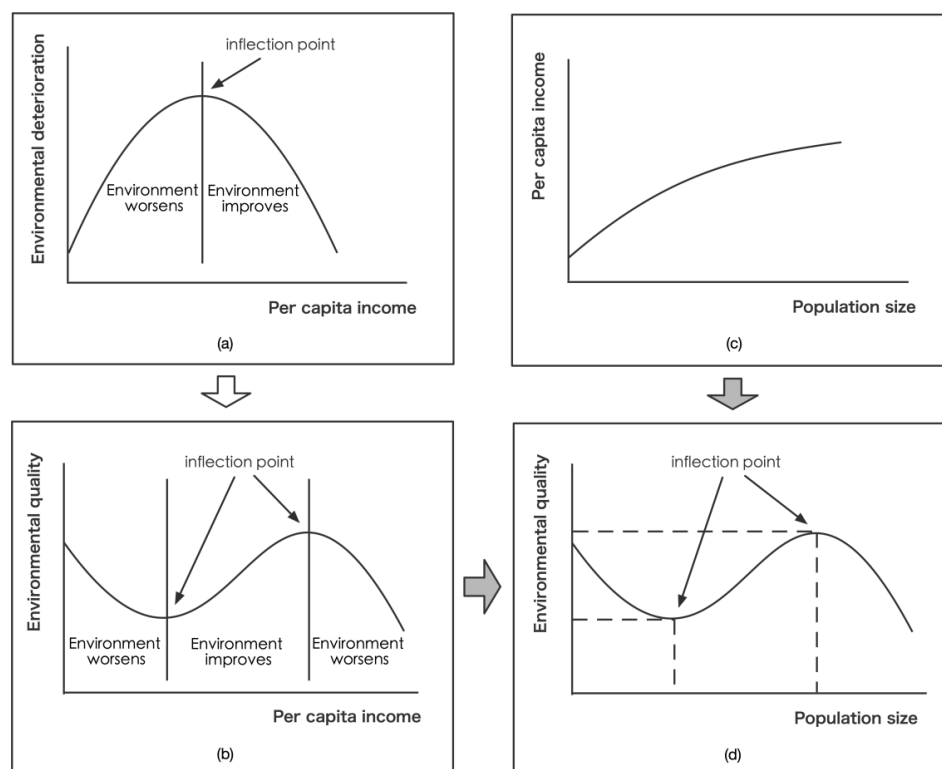 Environmental deterioration
inflection point
Environment
worsens
Environment
improves
Per capita income
(a)
Per capita income
Population size
(c)
Environmental quality
inflection point
Environment
worsens
Environment
improves
Environment
worsens
Per capita income
(b)
Environmental quality
inflection point
Population size
(d)